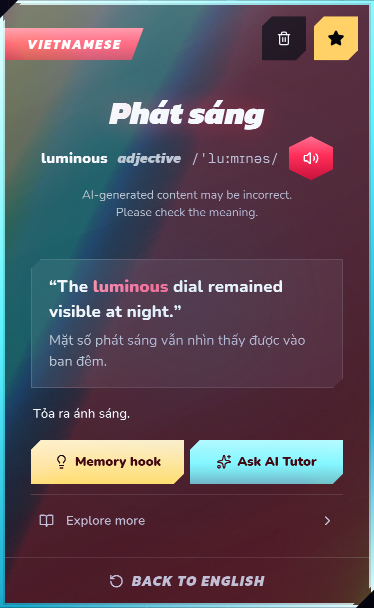 VIETNAMESE
Phát sáng
luminous adjective /ˈluːmɪnəs/
AI-generated content may be incorrect.
Please check the meaning.
“The luminous dial remained
visible at night.”
Mặt số phát sáng vẫn nhìn thấy được vào
ban đêm.
Tỏa ra ánh sáng.
Memory hook
Ask AI Tutor
Explore more
BACK TO ENGLISH